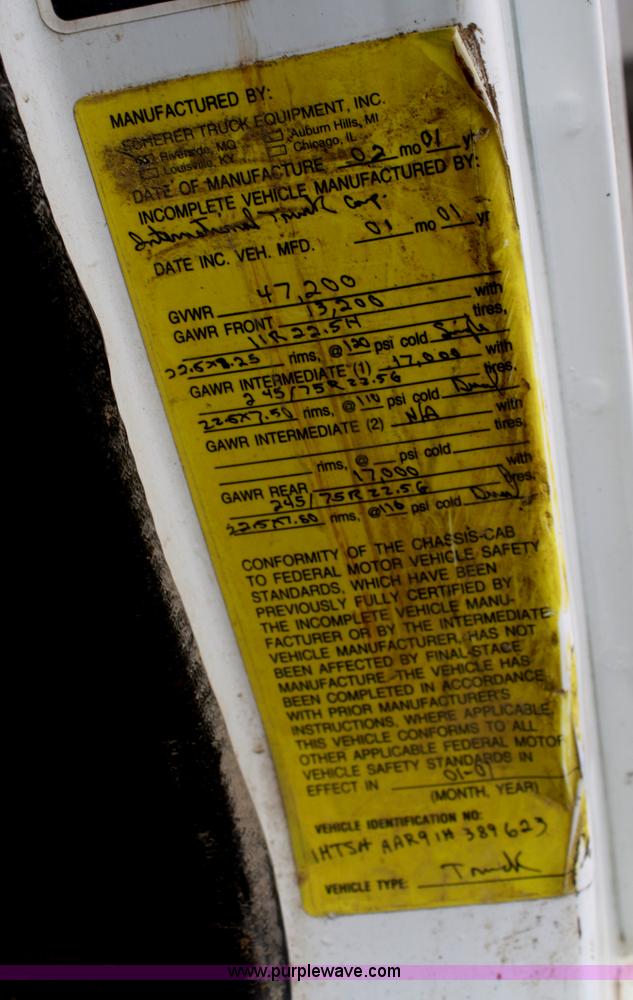 MANUFACTURED BY:
SCHERER TRUCK EQUIPMENT, INC.
Riverside, MO Auburn Hills, MI
Louisville, KY Chicago, IL
DATE OF MANUFACTURE 02 mo 01 yr
INCOMPLETE VEHICLE MANUFACTURED BY:
International Truck Corp.
DATE INC. VEH. MFD. 01 mo 01 yr
GVWR 47,200
GAWR FRONT 13,200 with
11R22.5H tires,
22.5x8.25 rims, @ 120 psi cold Single
GAWR INTERMEDIATE (1) 17,000 with
245/75R22.5G tires,
22.5x7.50 rims, @ 110 psi cold Dual
GAWR INTERMEDIATE (2) N/A with
tires,
rims, @ psi cold
GAWR REAR 17,000 with
245/75R22.5G tires,
22.5x7.50 rims, @ 110 psi cold Dual
CONFORMITY OF THE CHASSIS-CAB
TO FEDERAL MOTOR VEHICLE SAFETY
STANDARDS, WHICH HAVE BEEN
PREVIOUSLY FULLY CERTIFIED BY
THE INCOMPLETE VEHICLE MANU-
FACTURER OR BY THE INTERMEDIATE
VEHICLE MANUFACTURER, HAS NOT
BEEN AFFECTED BY FINAL-STAGE
MANUFACTURE. THE VEHICLE HAS
BEEN COMPLETED IN ACCORDANCE
WITH PRIOR MANUFACTURER'S
INSTRUCTIONS, WHERE APPLICABLE,
THIS VEHICLE CONFORMS TO ALL
OTHER APPLICABLE FEDERAL MOTOR
VEHICLE SAFETY STANDARDS IN
EFFECT IN 01-01
(MONTH, YEAR)
VEHICLE IDENTIFICATION NO:
1HTSHAAR91H389623
VEHICLE TYPE: Truck
www.purplewave.com